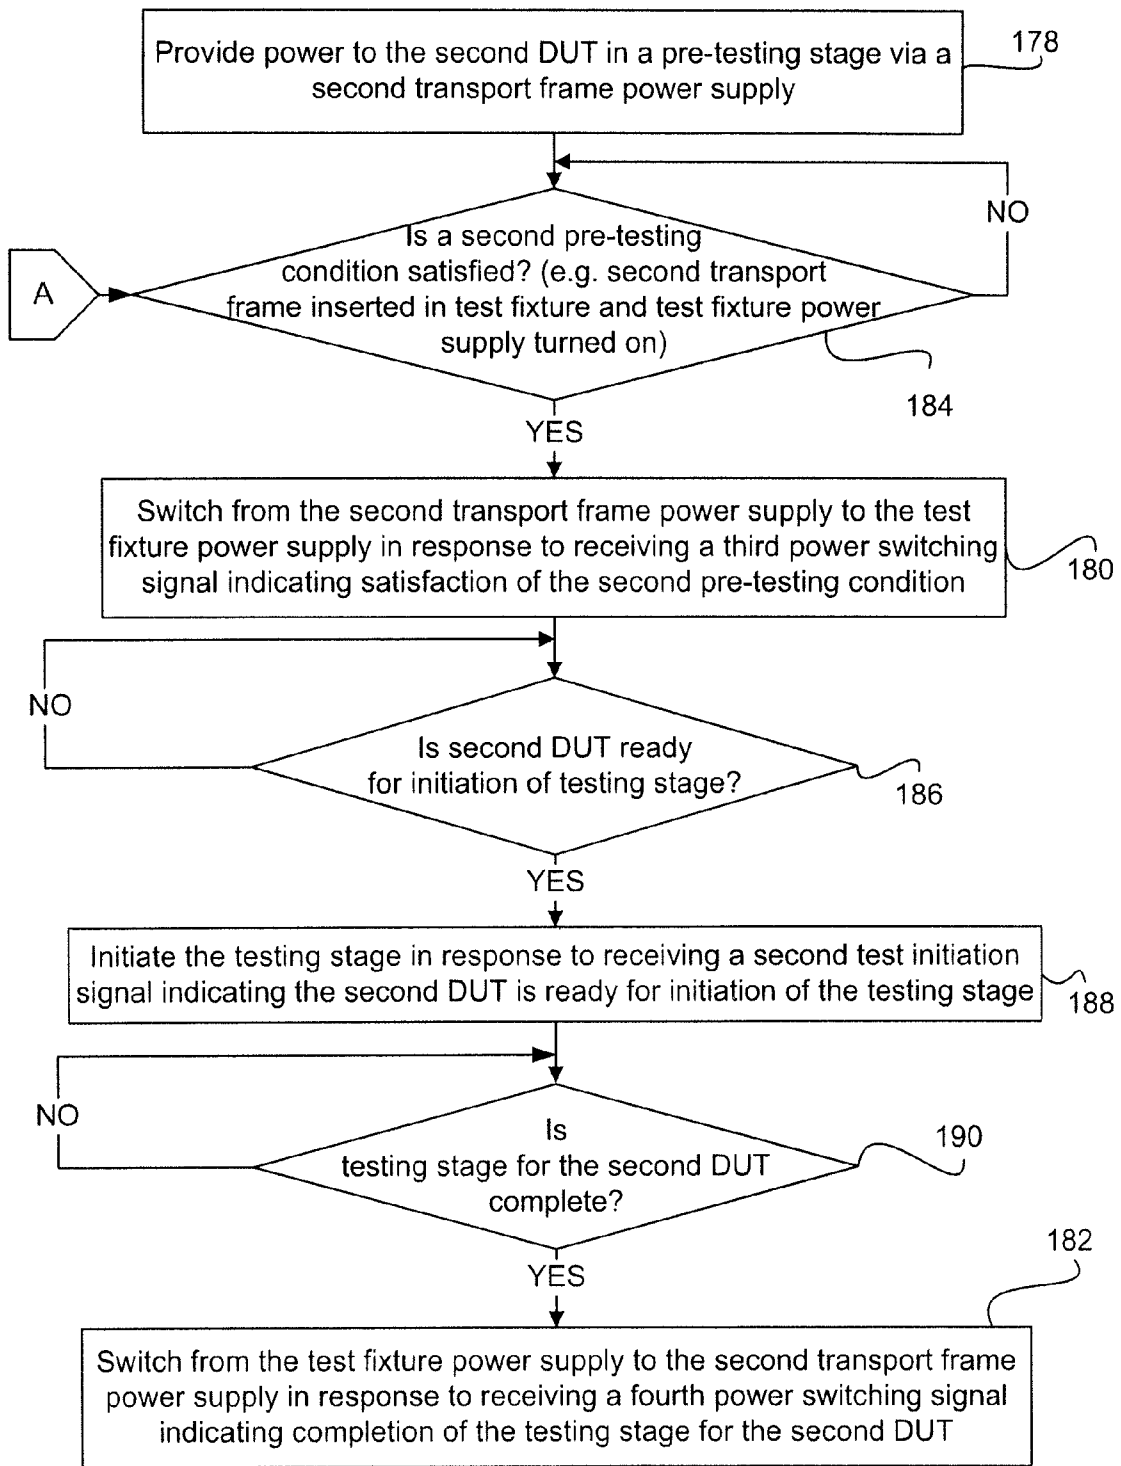 Provide power to the second DUT in a pre-testing stage via a
second transport frame power supply
178
NO
Is a second pre-testing
condition satisfied? (e.g. second transport
frame inserted in test fixture and test fixture power
supply turned on)
A
184
YES
Switch from the second transport frame power supply to the test
fixture power supply in response to receiving a third power switching
signal indicating satisfaction of the second pre-testing condition
180
NO
Is second DUT ready
for initiation of testing stage?
186
YES
Initiate the testing stage in response to receiving a second test initiation
signal indicating the second DUT is ready for initiation of the testing stage
188
NO
Is
testing stage for the second DUT
complete?
190
YES
182
Switch from the test fixture power supply to the second transport frame
power supply in response to receiving a fourth power switching signal
indicating completion of the testing stage for the second DUT